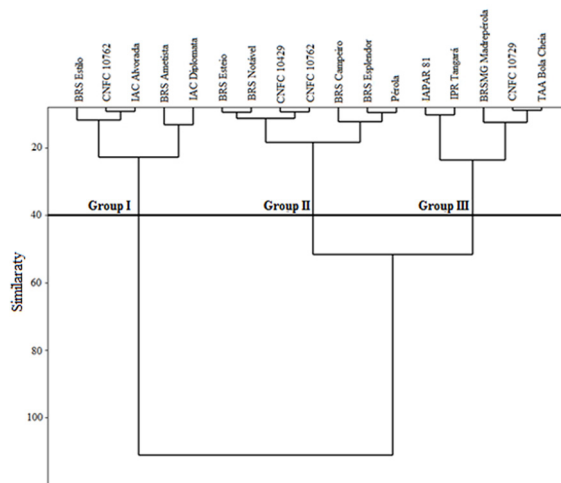 BRS Estilo
CNFC 10762
IAC Alvorada
BRS Ametista
IAC Diplomata
BRS Esteio
BRS Notável
CNFC 10429
CNFC 10762
BRS Campeiro
BRS Esplendor
Pérola
IAPAR 81
IPR Tangará
BRSMG Madrepérola
CNFC 10729
TAA Bola Cheia
20
Group I
Group II
Group III
40
Similaraty
60
80
100